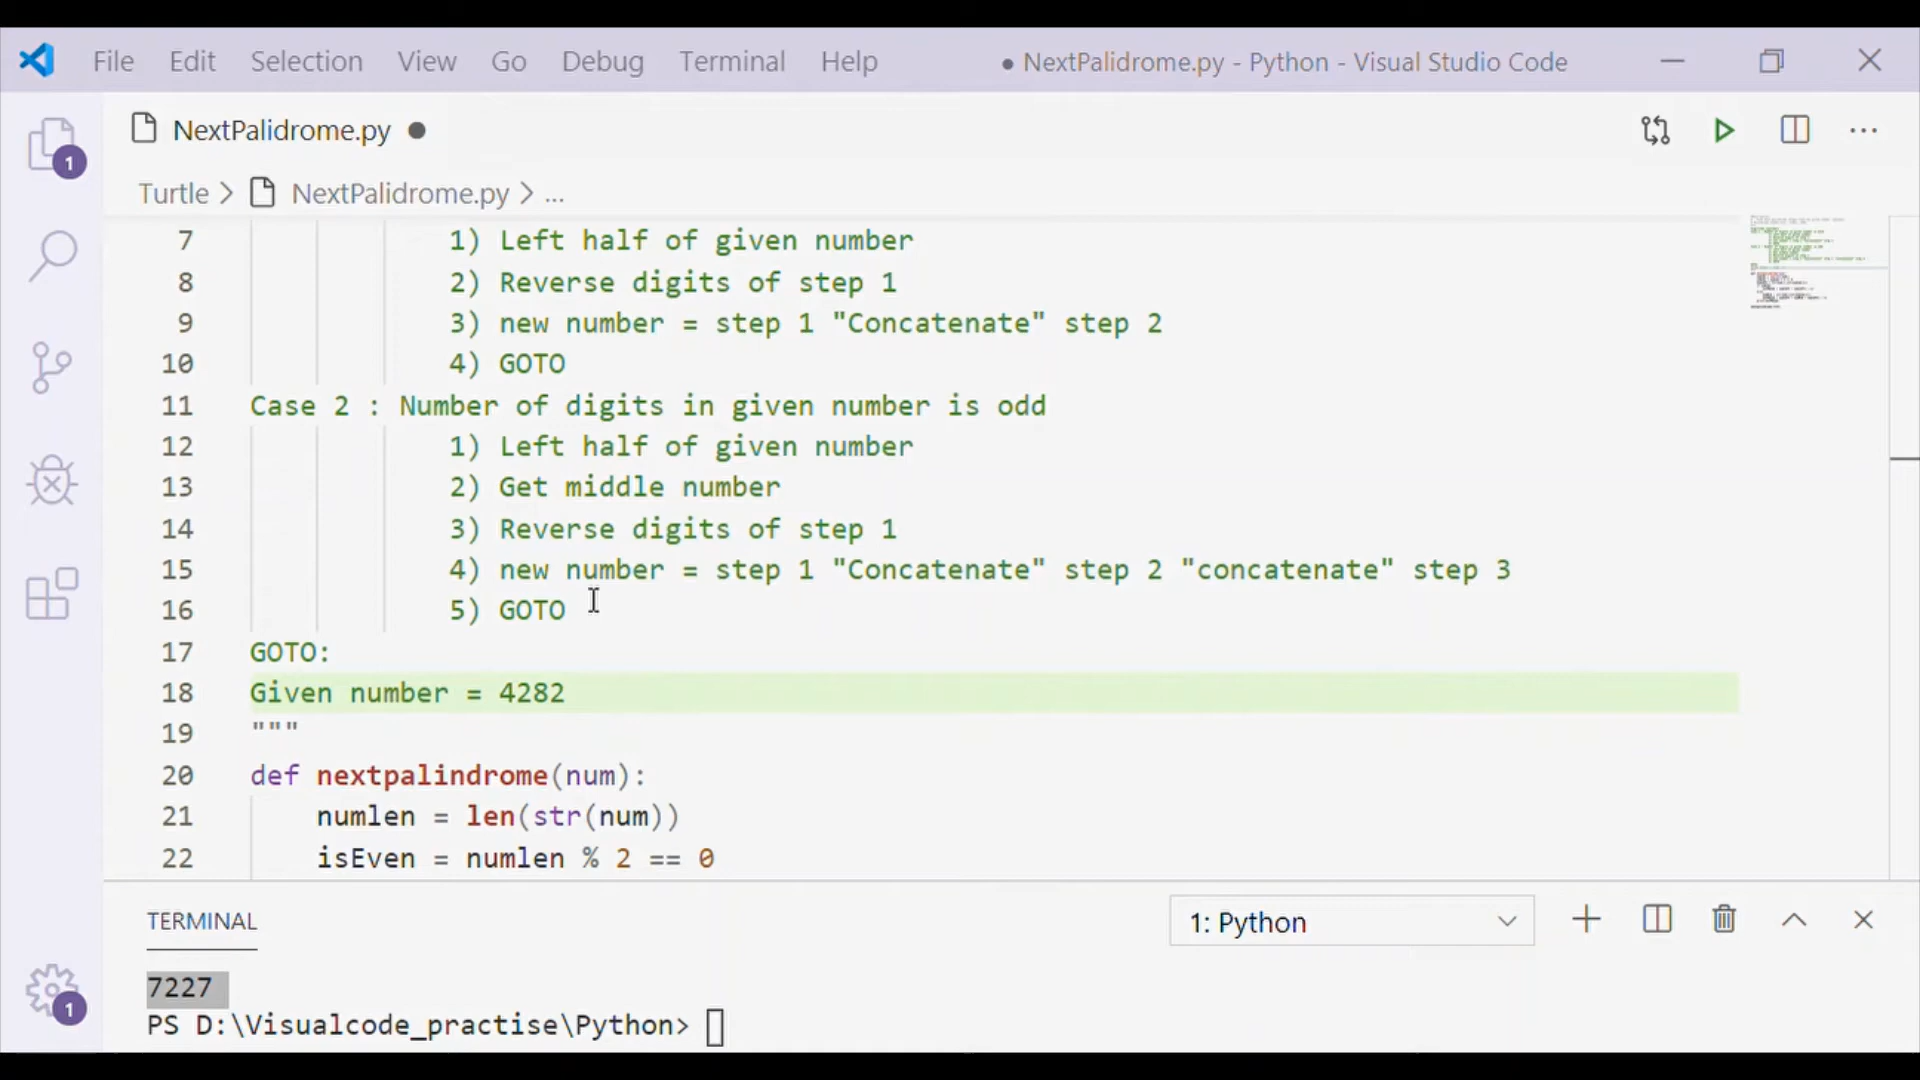 File Edit Selection View Go Debug Terminal Help ● NextPalidrome.py - Python - Visual Studio Code
NextPalidrome.py ●
Turtle > NextPalidrome.py > ...
7 1) Left half of given number
8 2) Reverse digits of step 1
9 3) new number = step 1 "Concatenate" step 2
10 4) GOTO
11 Case 2 : Number of digits in given number is odd
12 1) Left half of given number
13 2) Get middle number
14 3) Reverse digits of step 1
15 4) new number = step 1 "Concatenate" step 2 "concatenate" step 3
16 5) GOTO
17 GOTO:
18 Given number = 4282
19 """
20 def nextpalindrome(num):
21 numlen = len(str(num))
22 isEven = numlen % 2 == 0
TERMINAL 1: Python
7227
PS D:\Visualcode_practise\Python>
1
1